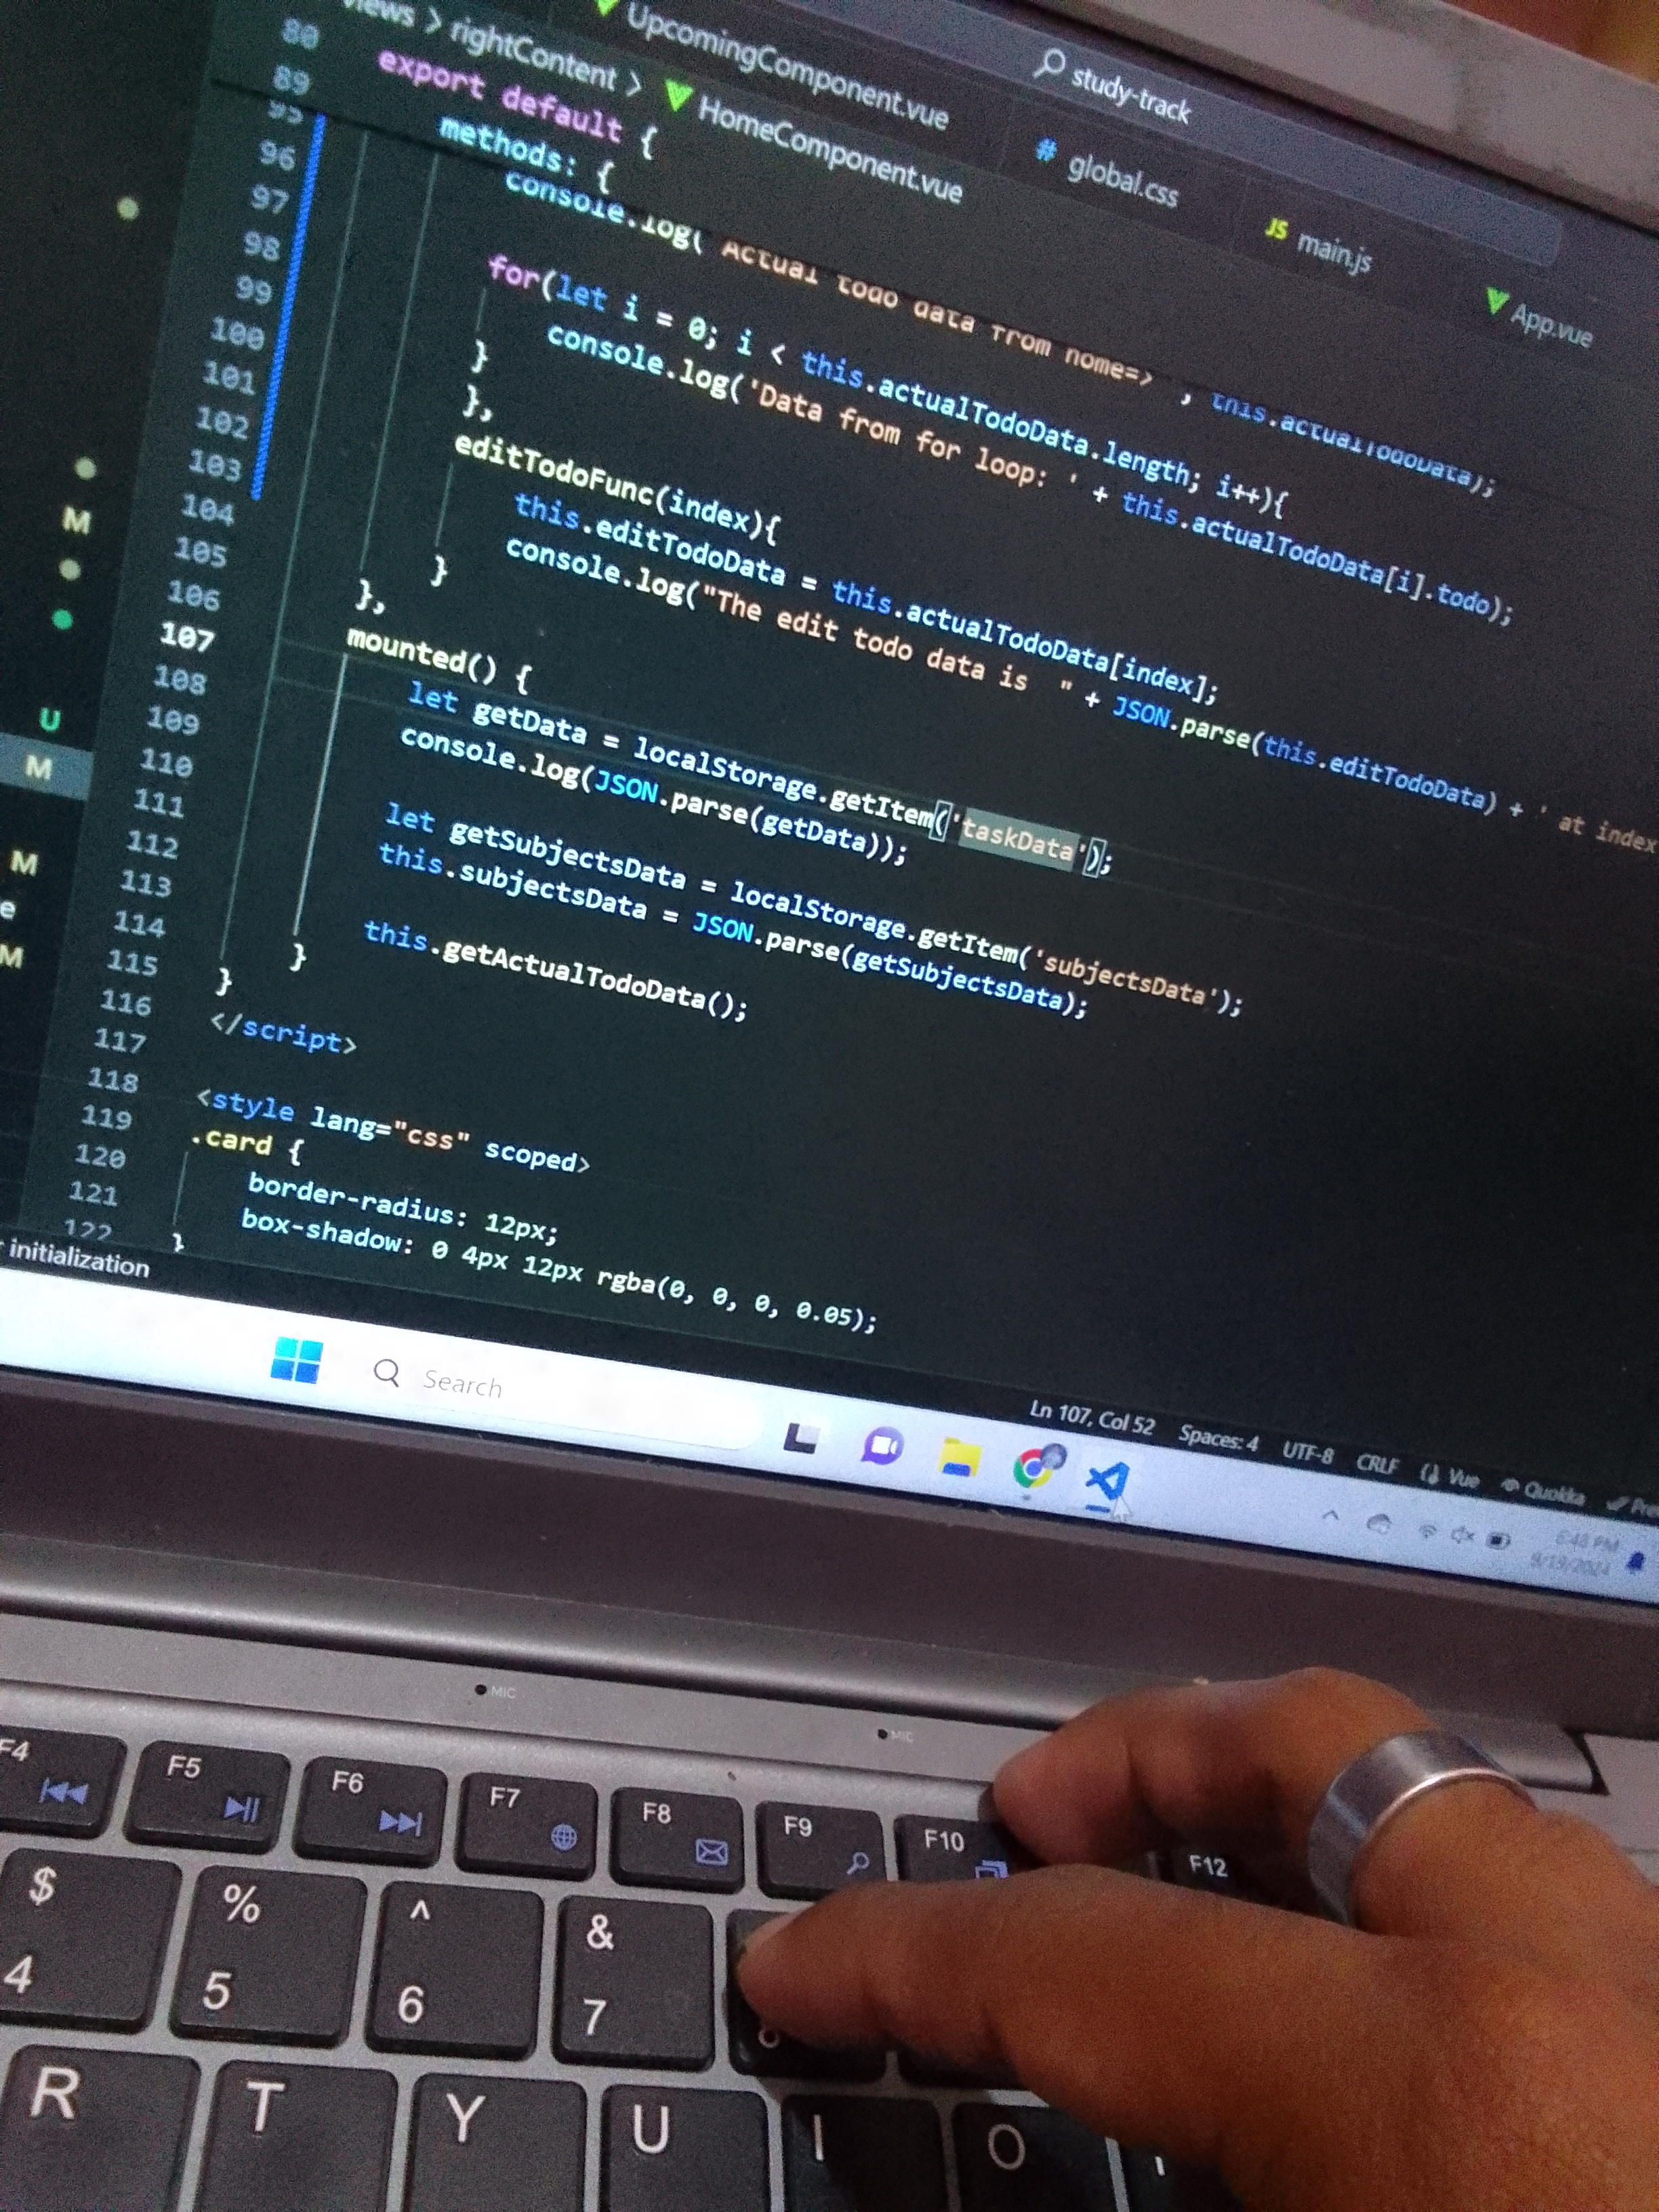 study-track
UpcomingComponent.vue
# global.css
JS main.js
App.vue
views > rightContent > HomeComponent.vue
80 export default {
89 methods: {
95 console.log( Actual todo data from home=> ', this.actualTodoData);
96
97 for(let i = 0; i < this.actualTodoData.length; i++){
98 console.log('Data from for loop: ' + this.actualTodoData[i].todo);
99 }
100 },
101 editTodoFunc(index){
102 this.editTodoData = this.actualTodoData[index];
103 console.log("The edit todo data is " + JSON.parse(this.editTodoData) + ' at index
104 }
105 },
106 mounted() {
107 let getData = localStorage.getItem('taskData');
108 console.log(JSON.parse(getData));
109
110 let getSubjectsData = localStorage.getItem('subjectsData');
111 this.subjectsData = JSON.parse(getSubjectsData);
112
113 this.getActualTodoData();
114 }
115 }
116 </script>
117
118 <style lang="css" scoped>
119 .card {
120 border-radius: 12px;
121 box-shadow: 0 4px 12px rgba(0, 0, 0, 0.05);
122 }
M
U
M
M
e
M
initialization
Ln 107, Col 52 Spaces: 4 UTF-8 CRLF Vue Quokka
Search
6:48 PM
9/19/2024
MIC MIC
F4 F5 F6 F7 F8 F9 F10 F12
$ % ^ &
4 5 6 7
R T Y U I O